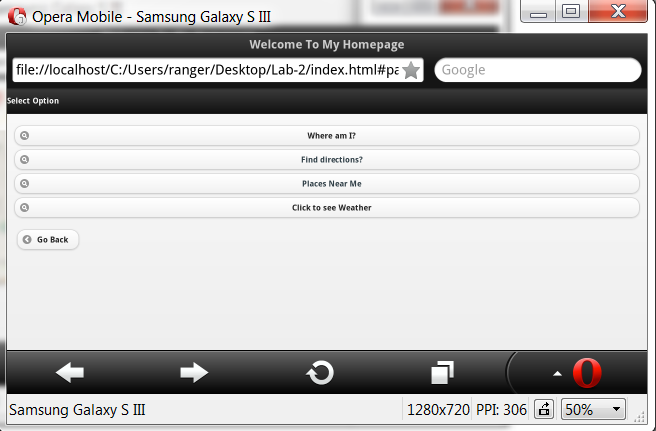 Opera Mobile - Samsung Galaxy S III
Welcome To My Homepage
file://localhost/C:/Users/ranger/Desktop/Lab-2/index.html#pa
Google
Select Option
Where am I?
Find directions?
Places Near Me
Click to see Weather
Go Back
Samsung Galaxy S III
1280x720
PPI: 306
50%